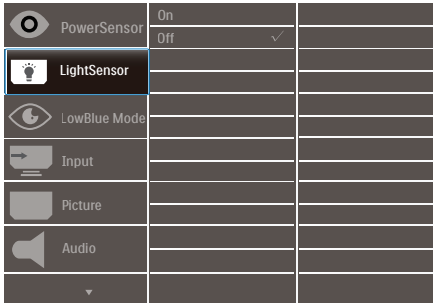 PowerSensor
On
Off
LightSensor
LowBlue Mode
Input
Picture
Audio